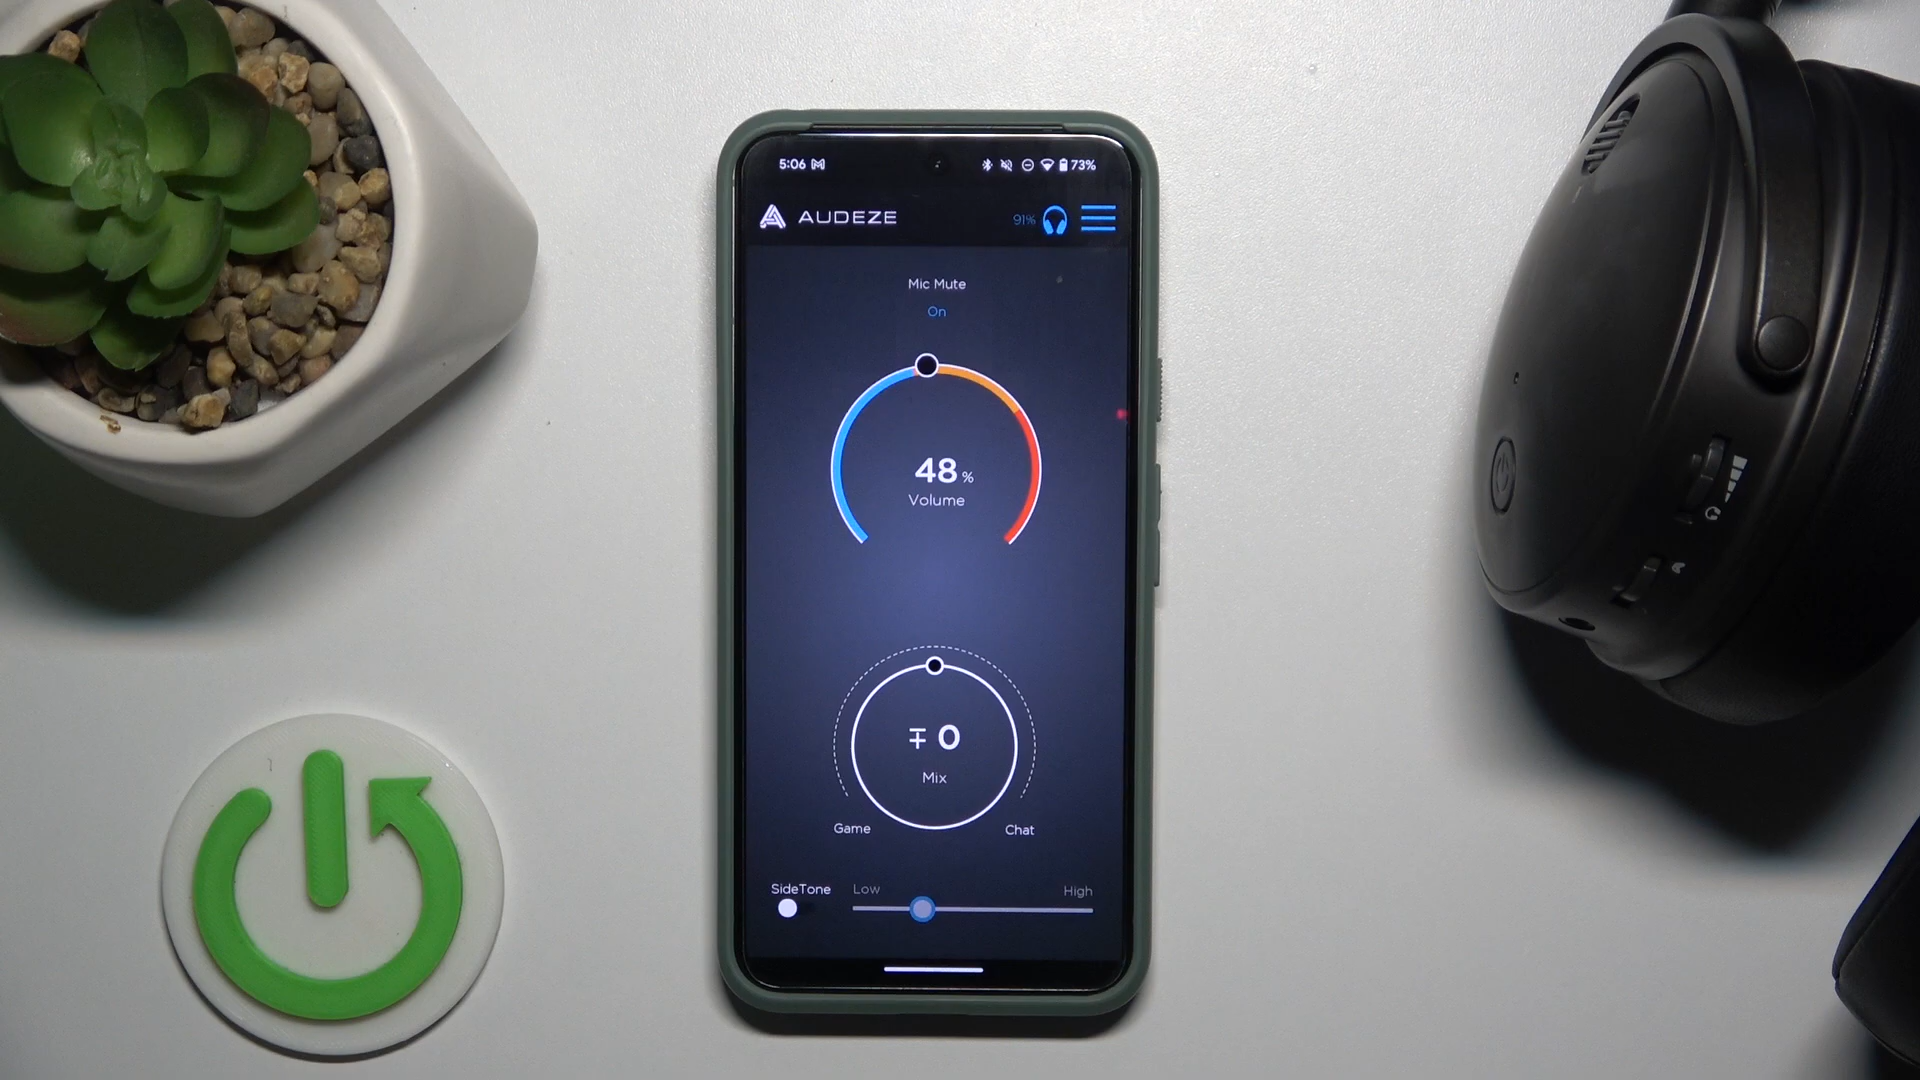 5:06 73%
AUDEZE 91%
Mic Mute
On
48 %
Volume
∓ 0
Mix
Game Chat
SideTone Low High